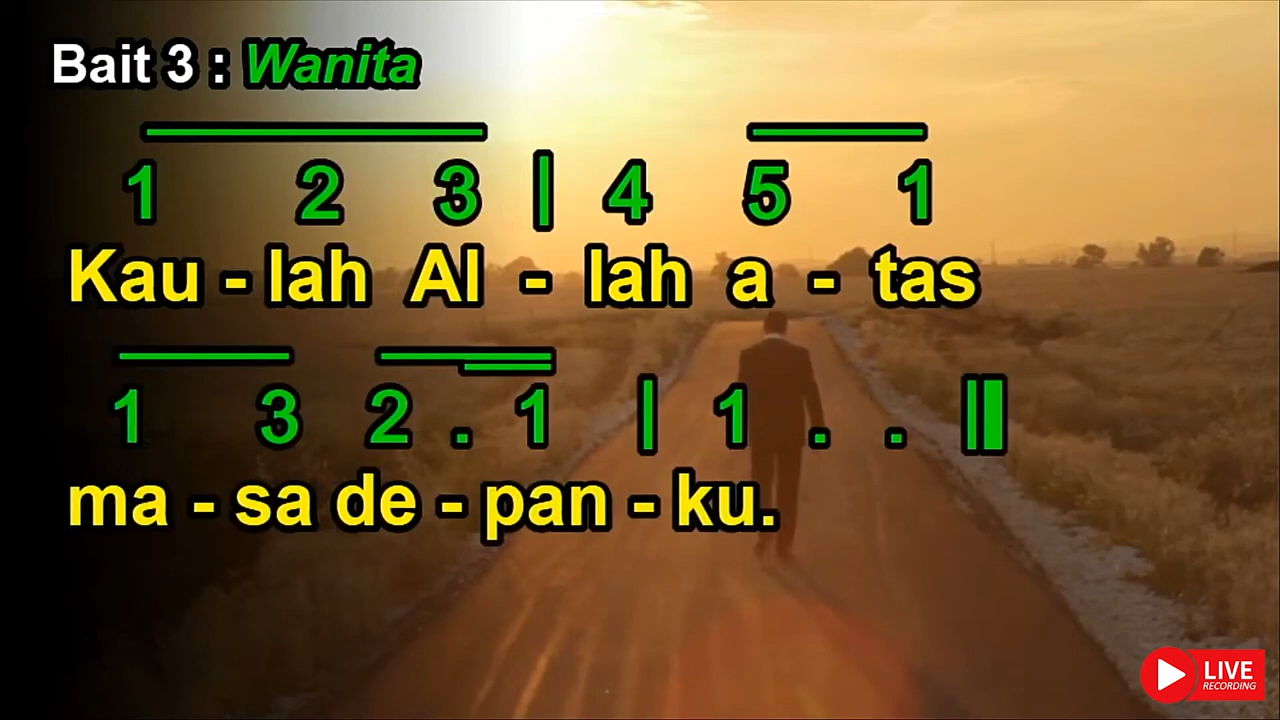 Bait 3 : Wanita
1 2 3 | 4 5 1
Kau - lah Al - lah a - tas
1 3 2 . 1 | 1 . . ||
ma - sa de - pan - ku.
LIVE
RECORDING